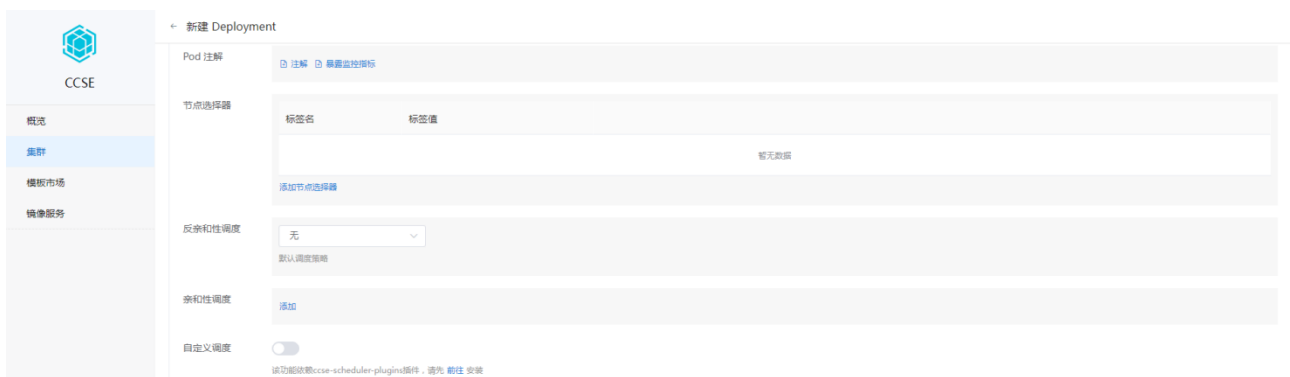 ← 新建 Deployment
CCSE
概览
集群
模板市场
镜像服务
Pod 注解
注解 暴露监控指标
节点选择器
标签名 标签值
暂无数据
添加节点选择器
反亲和性调度
无
默认调度策略
亲和性调度
添加
自定义调度
该功能依赖ccse-scheduler-plugins插件，请先 前往 安装